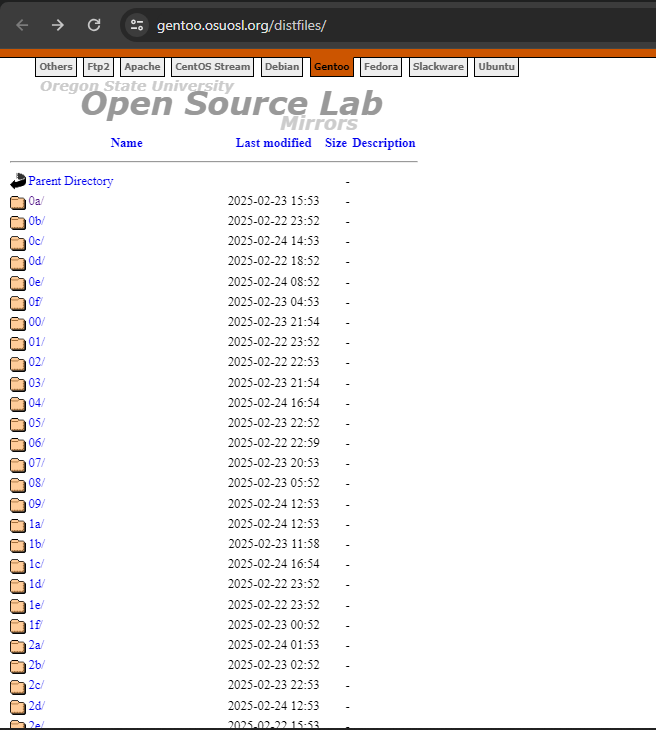 gentoo.osuosl.org/distfiles/
Others Ftp2 Apache CentOS Stream Debian Gentoo Fedora Slackware Ubuntu
Oregon State University
Open Source Lab
Mirrors
Name Last modified Size Description
Parent Directory -
0a/ 2025-02-23 15:53 -
0b/ 2025-02-22 23:52 -
0c/ 2025-02-24 14:53 -
0d/ 2025-02-22 18:52 -
0e/ 2025-02-24 08:52 -
0f/ 2025-02-23 04:53 -
00/ 2025-02-23 21:54 -
01/ 2025-02-22 23:52 -
02/ 2025-02-22 22:53 -
03/ 2025-02-23 21:54 -
04/ 2025-02-24 16:54 -
05/ 2025-02-23 22:52 -
06/ 2025-02-22 22:59 -
07/ 2025-02-23 20:53 -
08/ 2025-02-23 05:52 -
09/ 2025-02-24 12:53 -
1a/ 2025-02-24 12:53 -
1b/ 2025-02-23 11:58 -
1c/ 2025-02-24 16:54 -
1d/ 2025-02-22 23:52 -
1e/ 2025-02-22 23:52 -
1f/ 2025-02-23 00:52 -
2a/ 2025-02-24 01:53 -
2b/ 2025-02-23 02:52 -
2c/ 2025-02-23 22:53 -
2d/ 2025-02-24 12:53 -
2e/ 2025-02-22 15:53 -